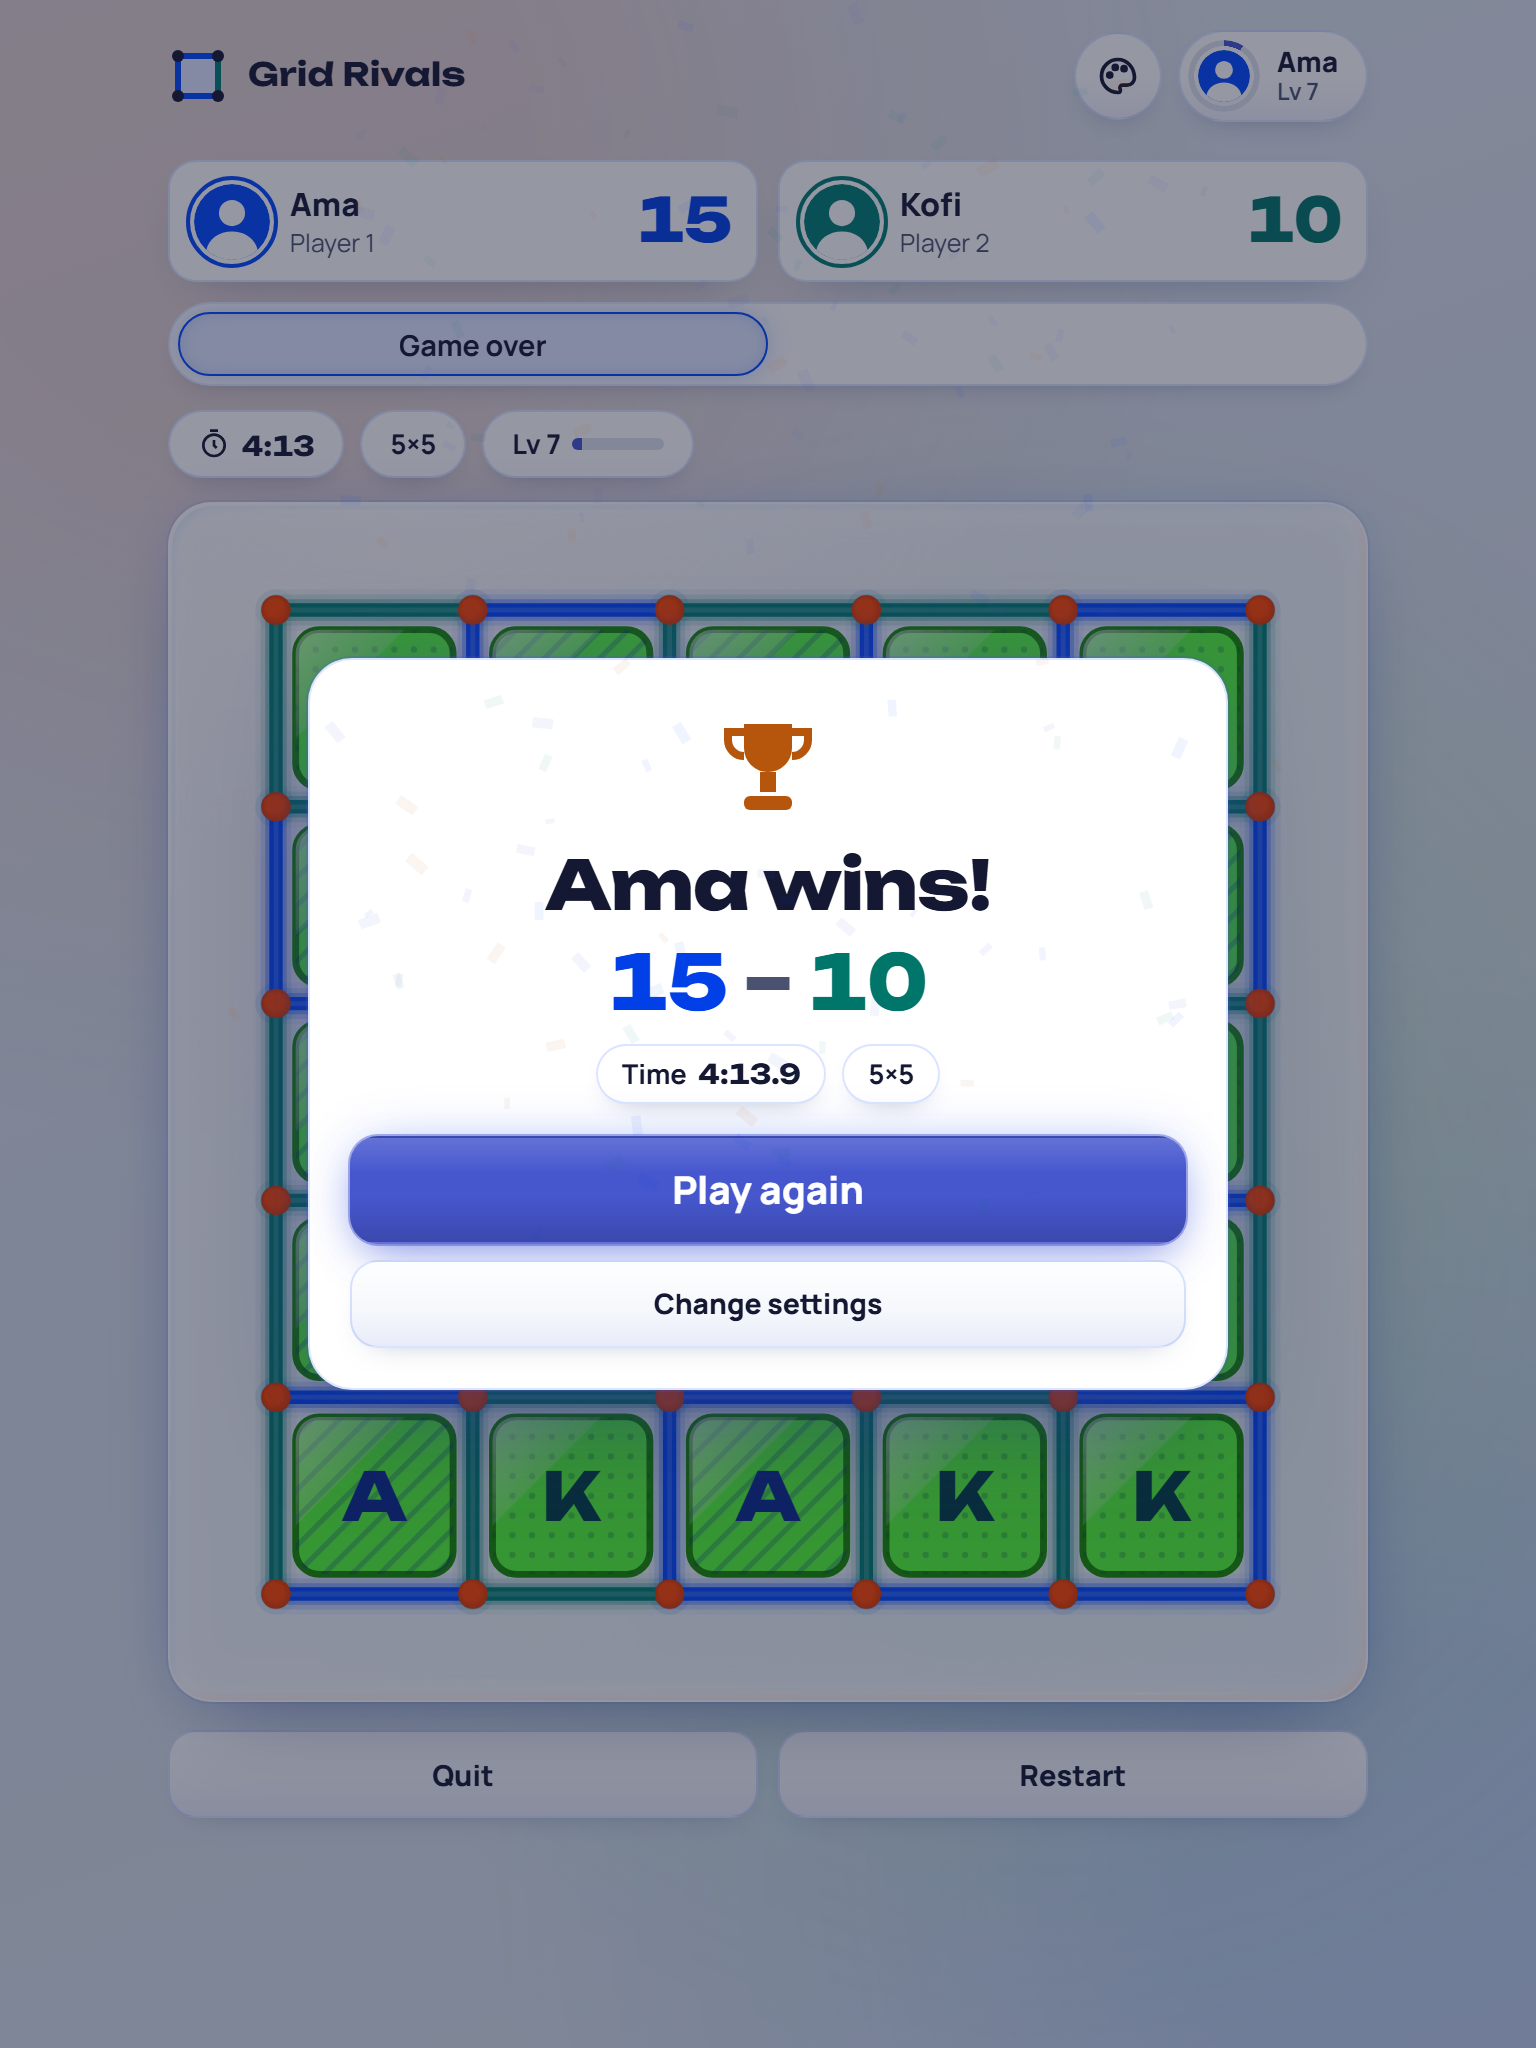 Grid Rivals
Ama
Lv 7
Ama
Player 1
15
Kofi
Player 2
10
Game over
4:13
5×5
Lv 7
Ama wins!
15 – 10
Time 4:13.9
5×5
Play again
Change settings
A K A K K
Quit
Restart